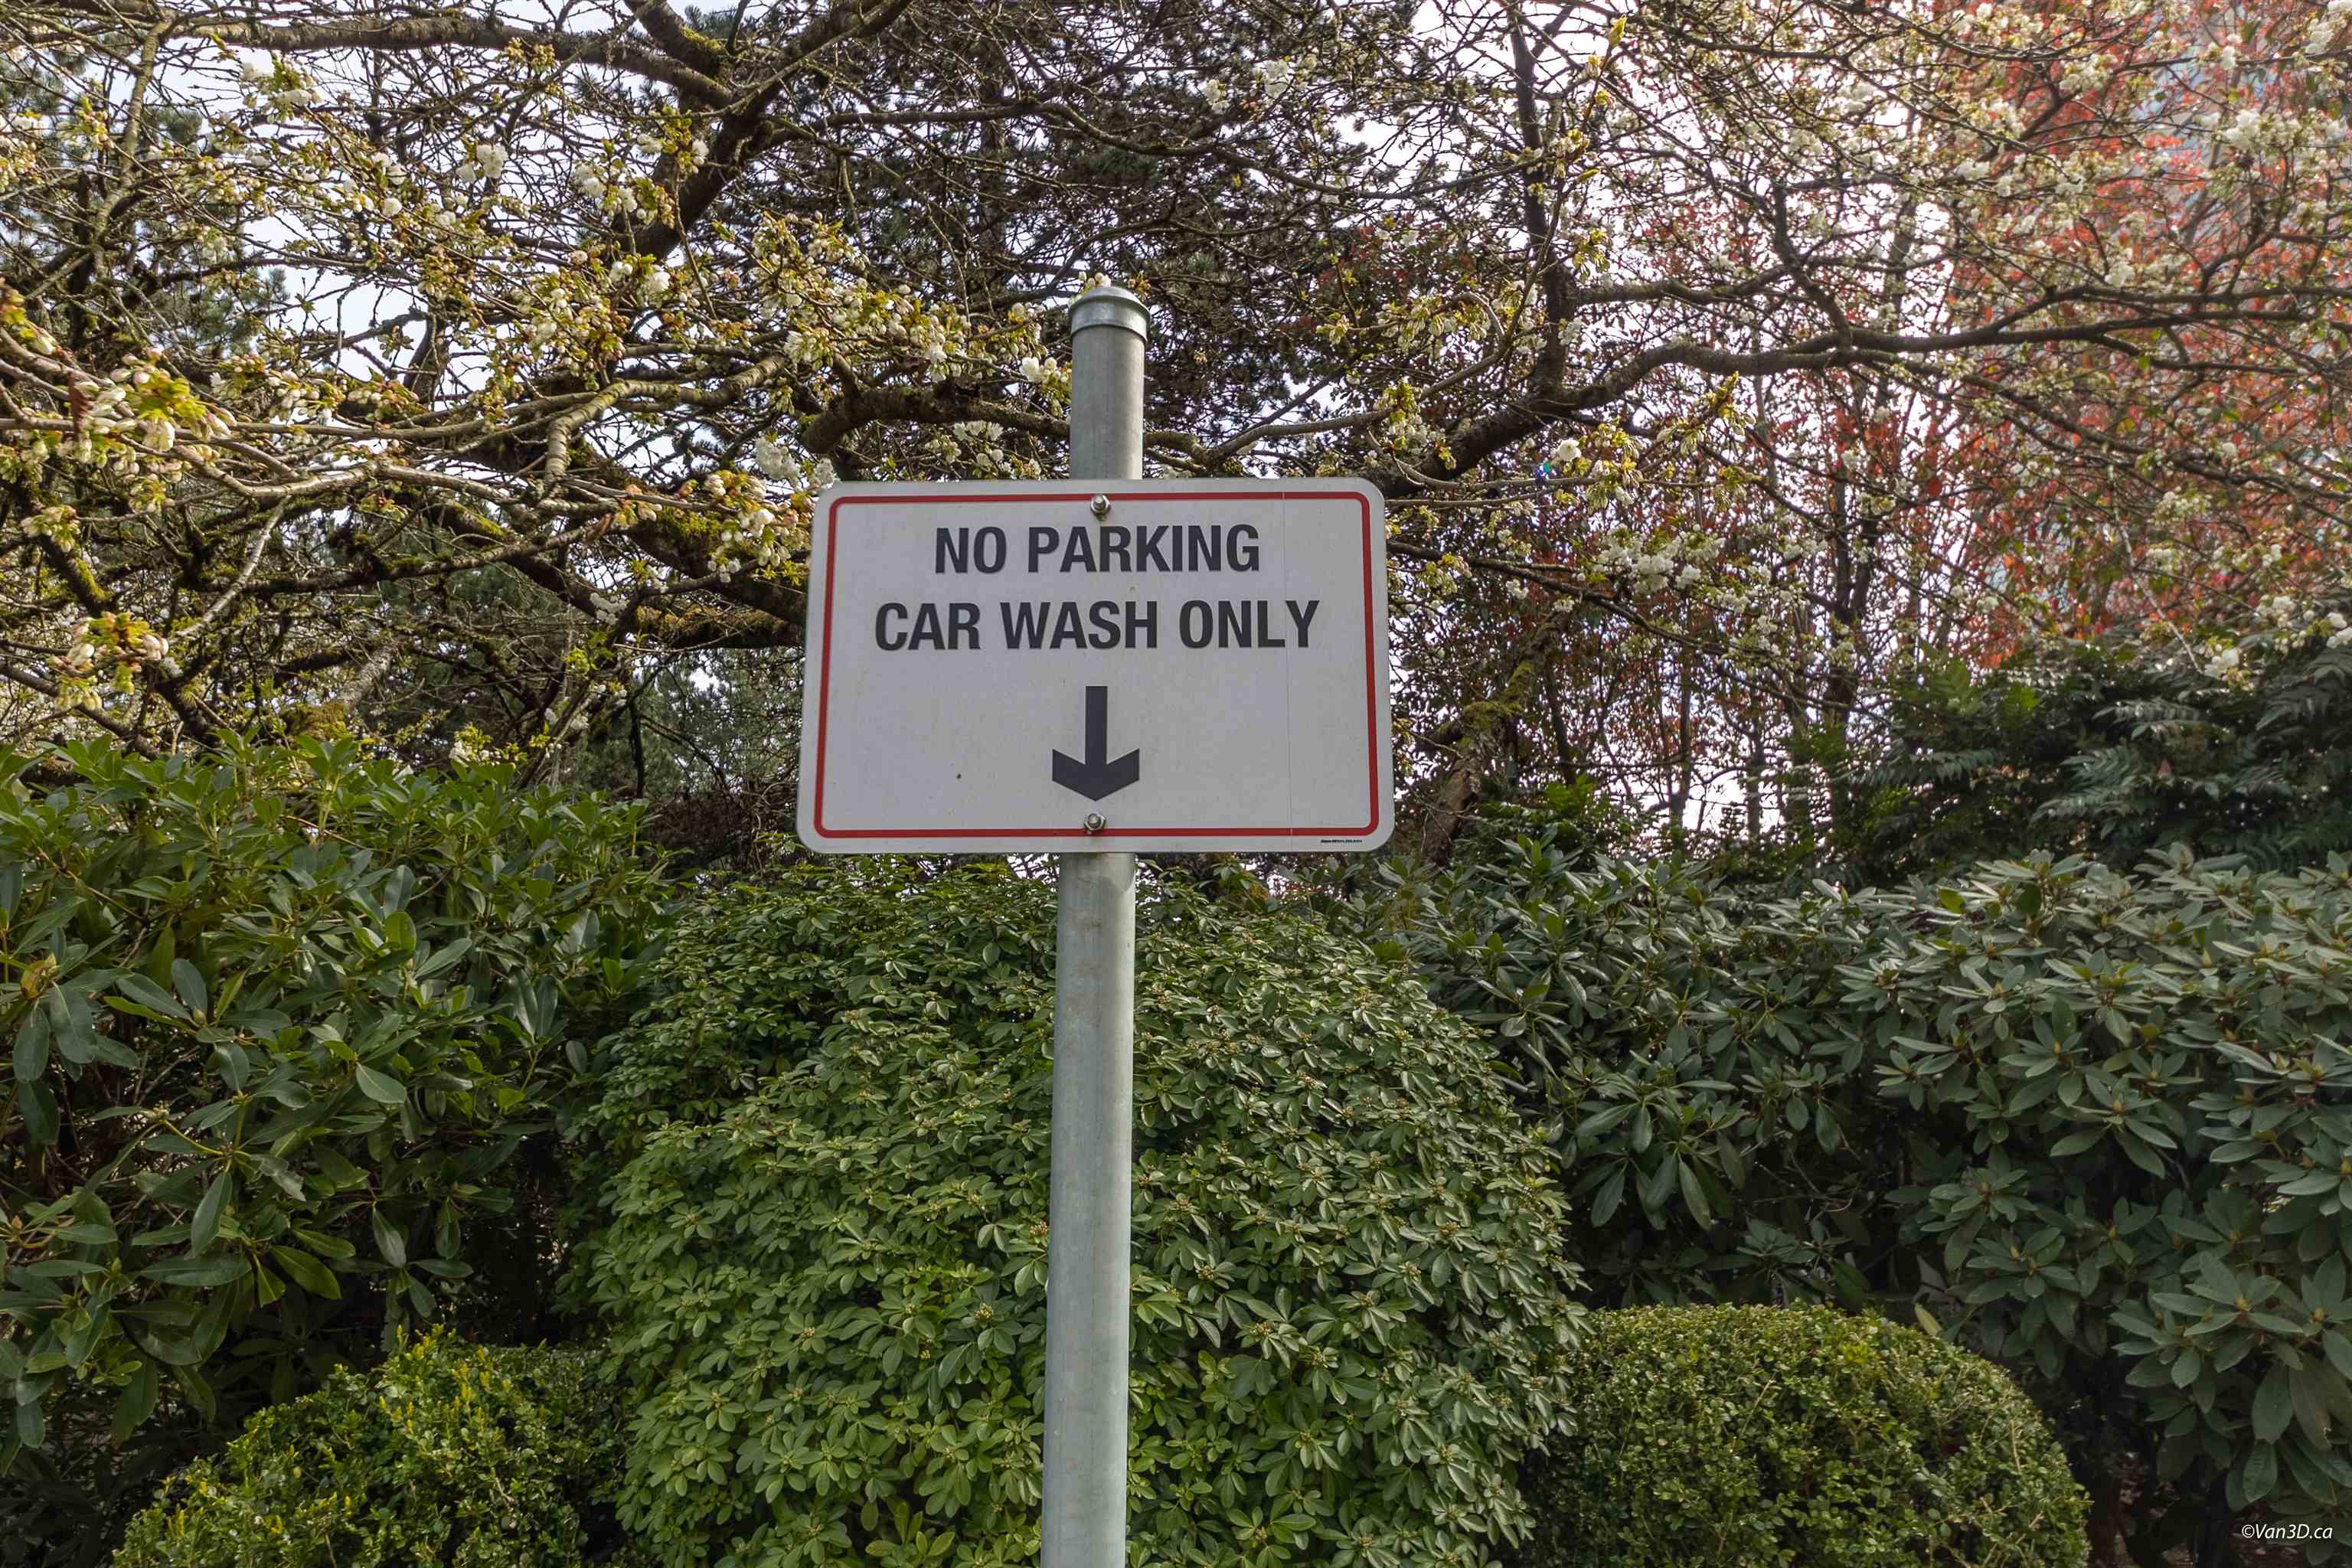 NO PARKING
CAR WASH ONLY
©Van3D.ca